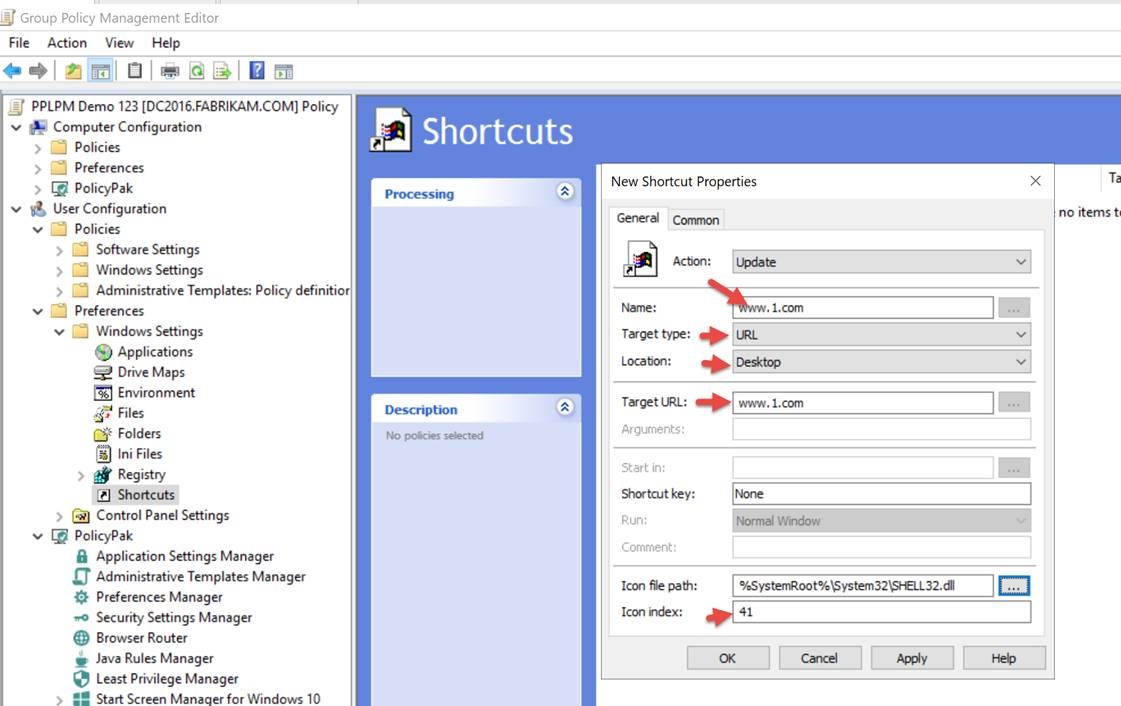 Group Policy Management Editor
File Action View Help
PPLPM Demo 123 [DC2016.FABRIKAM.COM] Policy
Computer Configuration
Policies
Preferences
PolicyPak
User Configuration
Policies
Software Settings
Windows Settings
Administrative Templates: Policy definitior
Preferences
Windows Settings
Applications
Drive Maps
Environment
Files
Folders
Ini Files
Registry
Shortcuts
Control Panel Settings
PolicyPak
Application Settings Manager
Administrative Templates Manager
Preferences Manager
Security Settings Manager
Browser Router
Java Rules Manager
Least Privilege Manager
Start Screen Manager for Windows 10
Shortcuts
Processing
Description
No policies selected
Ta
no items to
New Shortcut Properties
General Common
Action: Update
Name: www.1.com ...
Target type: URL
Location: Desktop
Target URL: www.1.com ...
Arguments:
Start in: ...
Shortcut key: None
Run: Normal Window
Comment:
Icon file path: %SystemRoot%\System32\SHELL32.dll ...
Icon index: 41
OK Cancel Apply Help